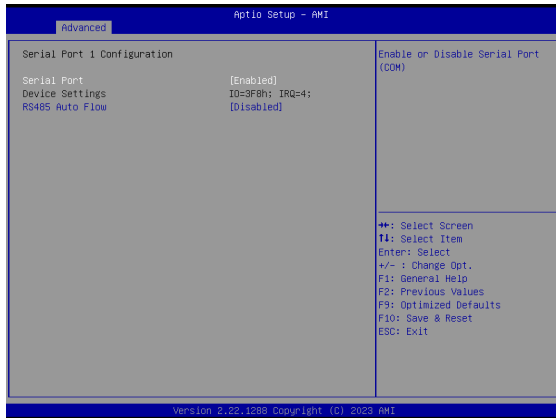 Aptio Setup - AMI
Advanced
Serial Port 1 Configuration
Serial Port [Enabled]
Device Settings IO=3F8h; IRQ=4;
RS485 Auto Flow [Disabled]
Enable or Disable Serial Port
(COM)
→←: Select Screen
↑↓: Select Item
Enter: Select
+/- : Change Opt.
F1: General Help
F2: Previous Values
F9: Optimized Defaults
F10: Save & Reset
ESC: Exit
Version 2.22.1288 Copyright (C) 2023 AMI